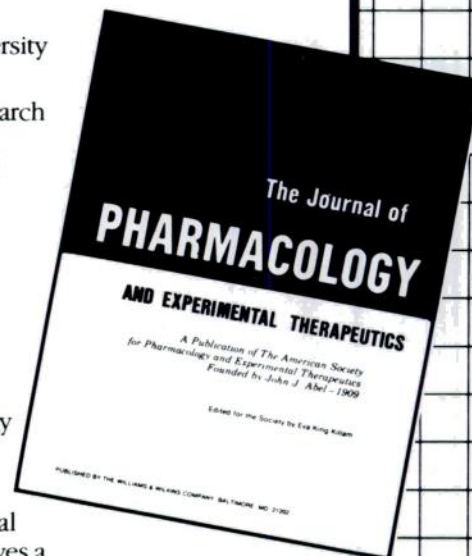 ersity
arch
The Journal of
PHARMACOLOGY
AND EXPERIMENTAL THERAPEUTICS
A Publication of The American Society
for Pharmacology and Experimental Therapeutics
Founded by John J Abel – 1909
Edited for the Society by Eva King Killam
PUBLISHED BY THE WILLIAMS & WILKINS COMPANY BALTIMORE MD 21202
y
al
ves a